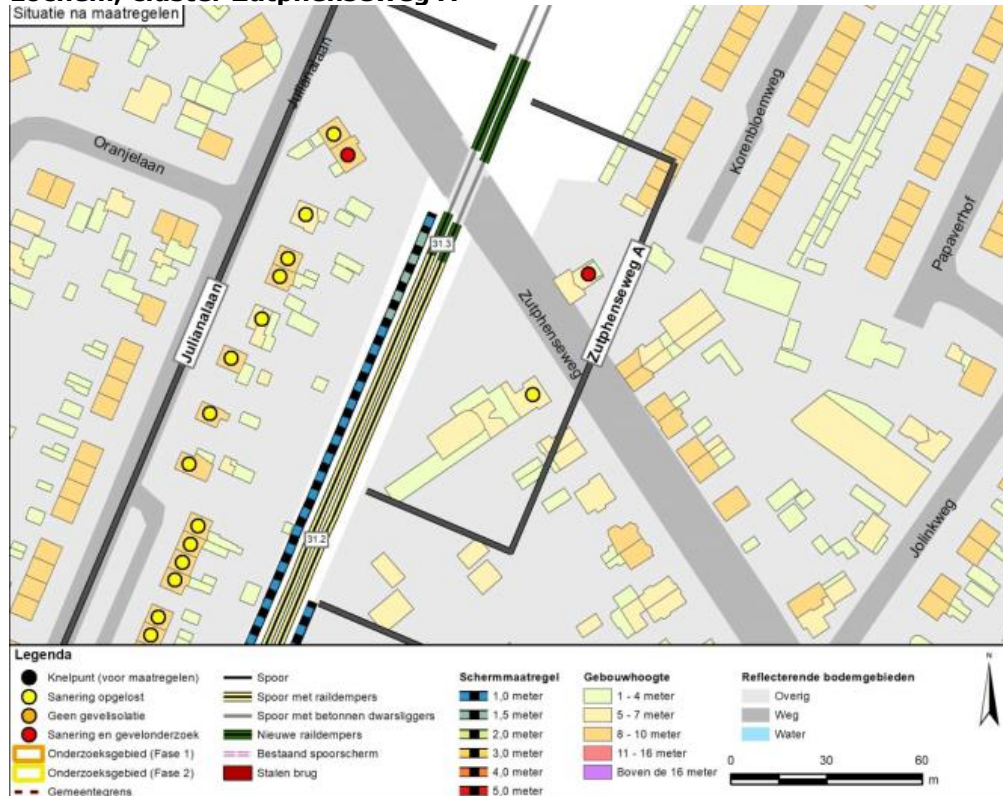 Lochem, cluster Zutphenseweg A
Situatie na maatregelen
Julianalaan
Oranjelaan
Korenbloemweg
Papaverhof
31.3
Zutphenseweg A
Julianalaan
Zutphenseweg
31.2
Jolinkweg
Legenda
Knelpunt (voor maatregelen)
Sanering opgelost
Geen gevelisolatie
Sanering en gevelonderzoek
Onderzoeksgebied (Fase 1)
Onderzoeksgebied (Fase 2)
Gemeentegrens
Spoor
Spoor met raildempers
Spoor met betonnen dwarsliggers
Nieuwe raildempers
Bestaand spoorscherm
Stalen brug
Schermmaatregel
1,0 meter
1,5 meter
2,0 meter
3,0 meter
4,0 meter
5,0 meter
Gebouwhoogte
1 - 4 meter
5 - 7 meter
8 - 10 meter
11 - 16 meter
Boven de 16 meter
Reflecterende bodemgebieden
Overig
Weg
Water
N
0 30 60
m